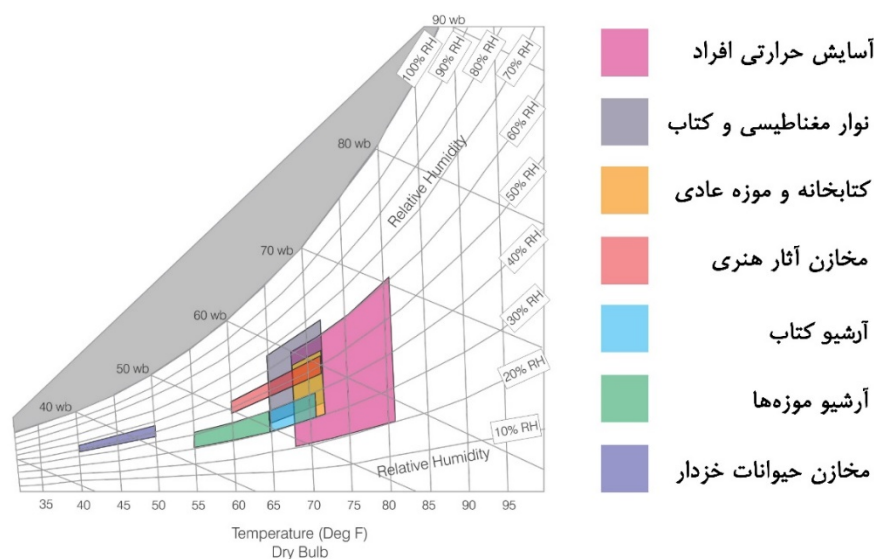 90 wb
80 wb
70 wb
60 wb
50 wb
40 wb
100% RH
90% RH
80% RH
70% RH
60% RH
50% RH
40% RH
30% RH
20% RH
10% RH
Relative Humidity
Relative Humidity
35 45 50 55 60 65 70 75 80 85 90 95
Temperature (Deg F)
Dry Bulb
آسایش حرارتی افراد
نوار مغناطیسی و کتاب
کتابخانه و موزه عادی
مخازن آثار هنری
آرشیو کتاب
آرشیو موزه‌ها
مخازن حیوانات خزدار